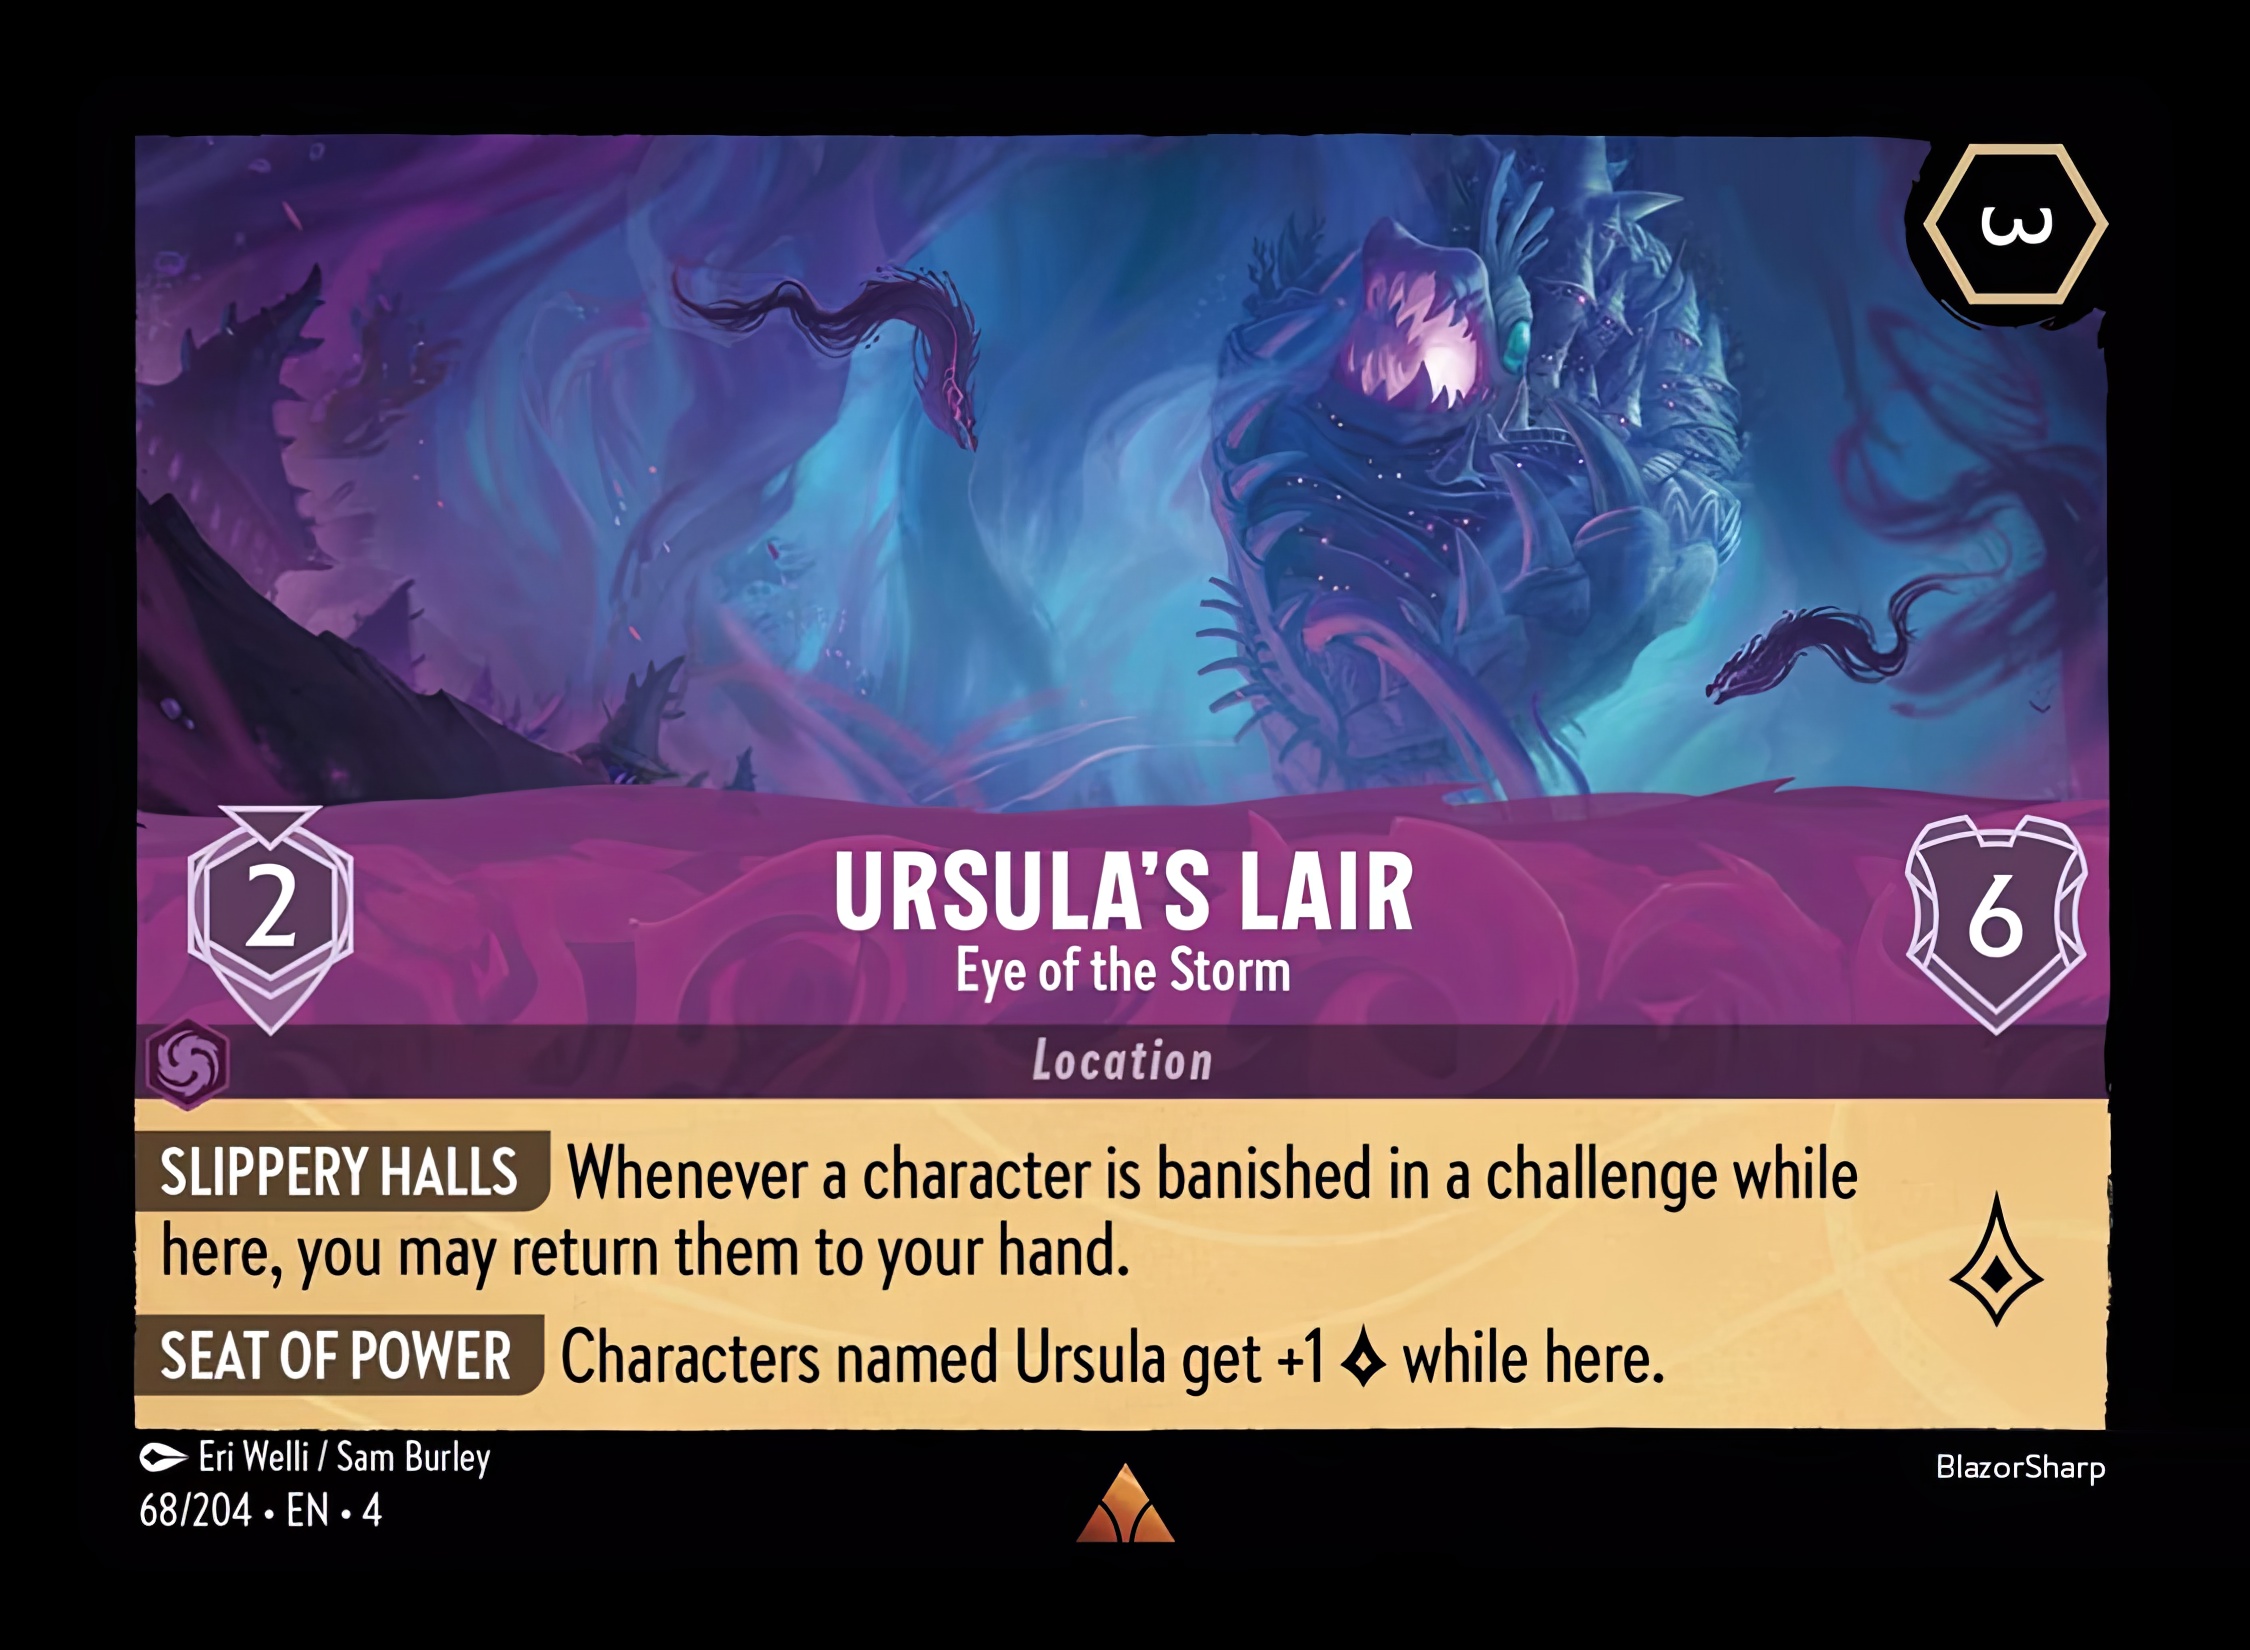 3
2
URSULA'S LAIR
6
Eye of the Storm
Location
SLIPPERY HALLS Whenever a character is banished in a challenge while
here, you may return them to your hand.
SEAT OF POWER Characters named Ursula get +1 while here.
Eri Welli / Sam Burley
BlazorSharp
68/204 • EN • 4